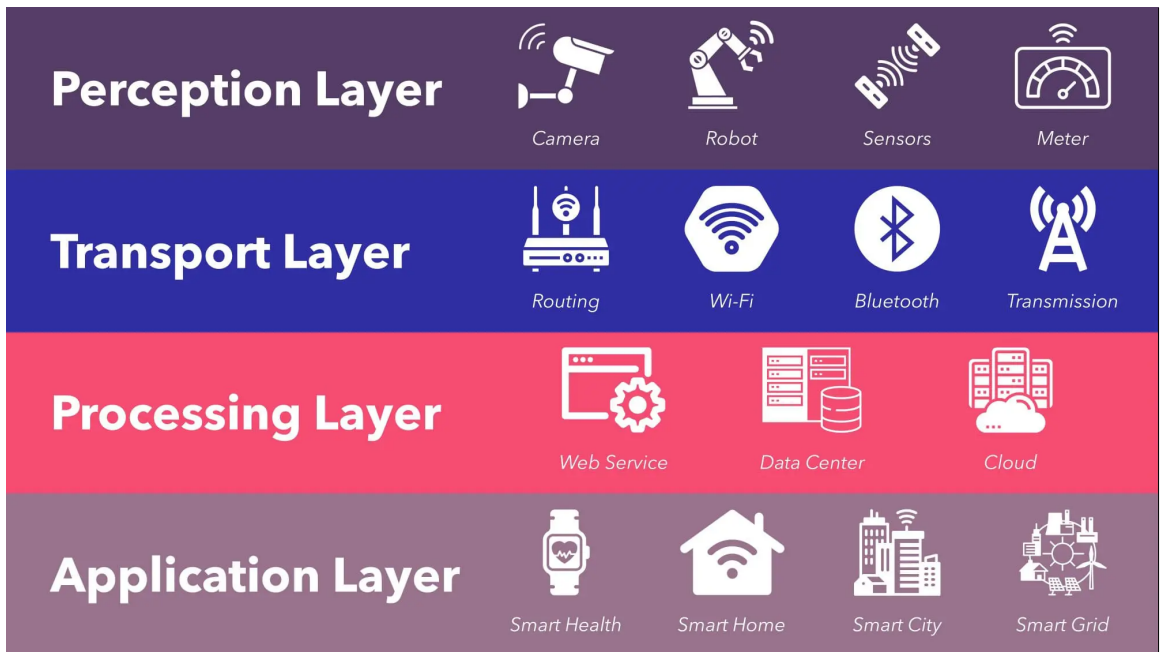 Perception Layer
Camera
Robot
Sensors
Meter
Transport Layer
Routing
Wi-Fi
Bluetooth
Transmission
Processing Layer
Web Service
Data Center
Cloud
Application Layer
Smart Health
Smart Home
Smart City
Smart Grid